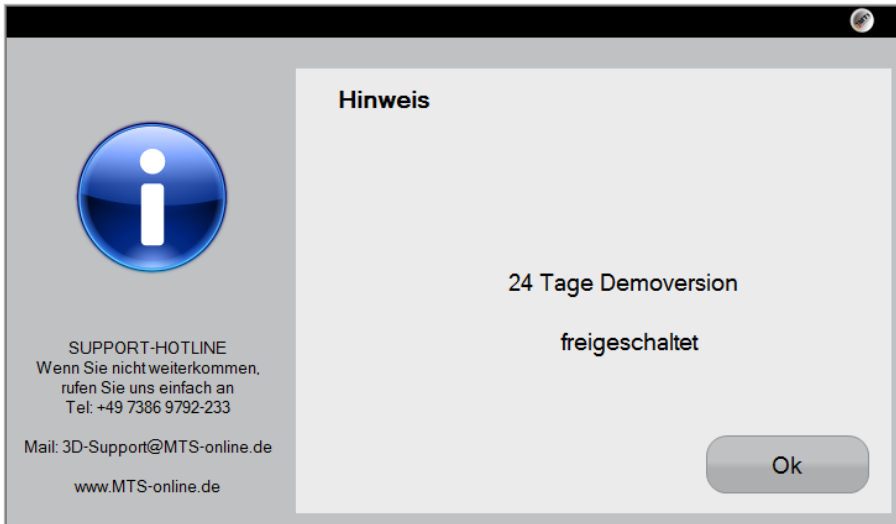 Hinweis
24 Tage Demoversion
freigeschaltet
SUPPORT-HOTLINE
Wenn Sie nicht weiterkommen,
rufen Sie uns einfach an
Tel: +49 7386 9792-233
Mail: 3D-Support@MTS-online.de
www.MTS-online.de
Ok